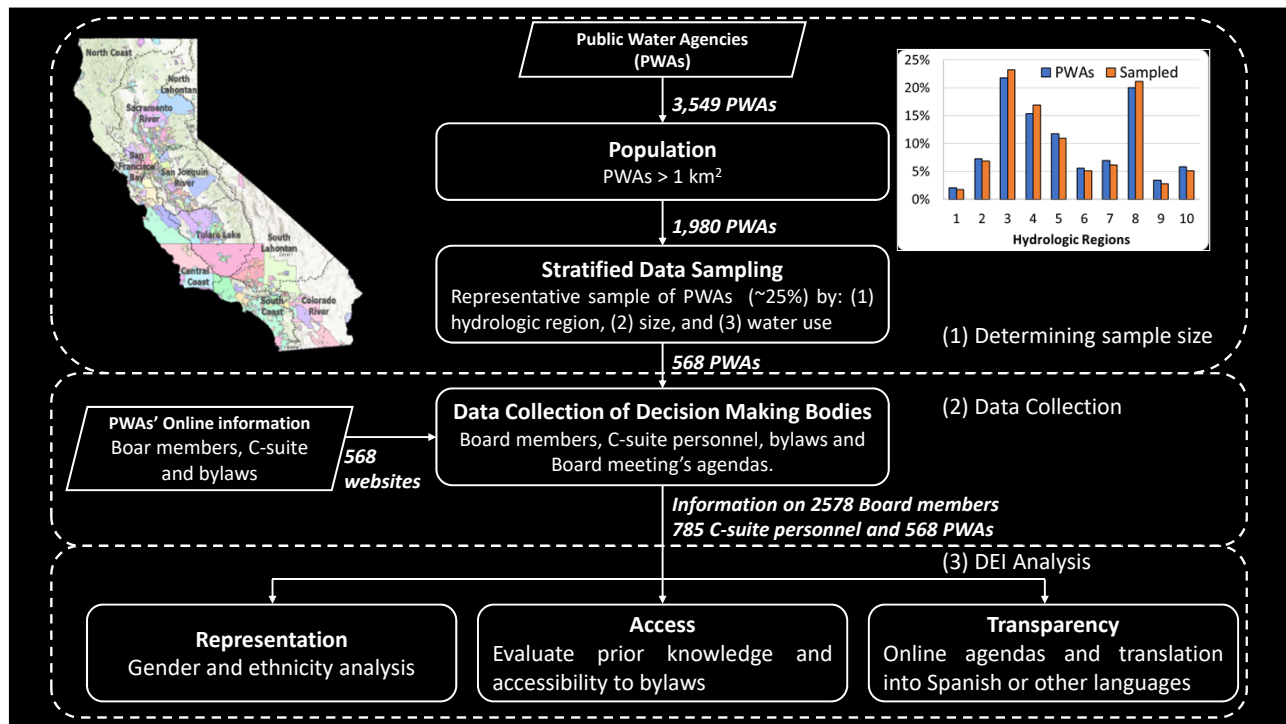 Public Water Agencies
(PWAs)
3,549 PWAs
Population
PWAs > 1 km²
1,980 PWAs
Stratified Data Sampling
Representative sample of PWAs (~25%) by: (1)
hydrologic region, (2) size, and (3) water use
(1) Determining sample size
568 PWAs
North Coast
North
Lahontan
Sacramento
River
San
Francisco
Bay
San Joaquin
River
Tulare Lake
South
Lahontan
Central
Coast
South
Coast
Colorado
River
25%
20%
15%
10%
5%
0%
PWAs
Sampled
1 2 3 4 5 6 7 8 9 10
Hydrologic Regions
(2) Data Collection
PWAs' Online information
Boar members, C-suite
and bylaws
568
websites
Data Collection of Decision Making Bodies
Board members, C-suite personnel, bylaws and
Board meeting's agendas.
Information on 2578 Board members
785 C-suite personnel and 568 PWAs
(3) DEI Analysis
Representation
Gender and ethnicity analysis
Access
Evaluate prior knowledge and
accessibility to bylaws
Transparency
Online agendas and translation
into Spanish or other languages